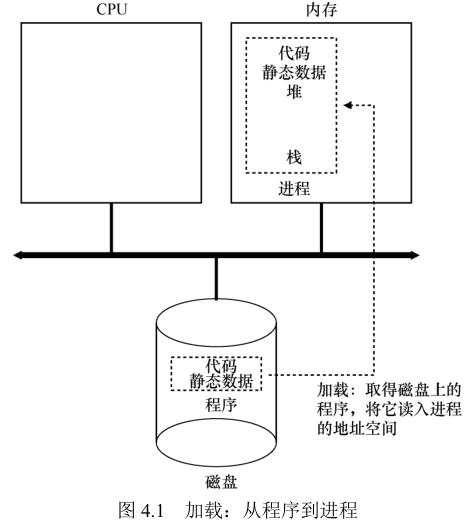 CPU
内存
代码
静态数据
堆
栈
进程
代码
静态数据
程序
加载：取得磁盘上的
程序，将它读入进程
的地址空间
磁盘
图 4.1 加载：从程序到进程